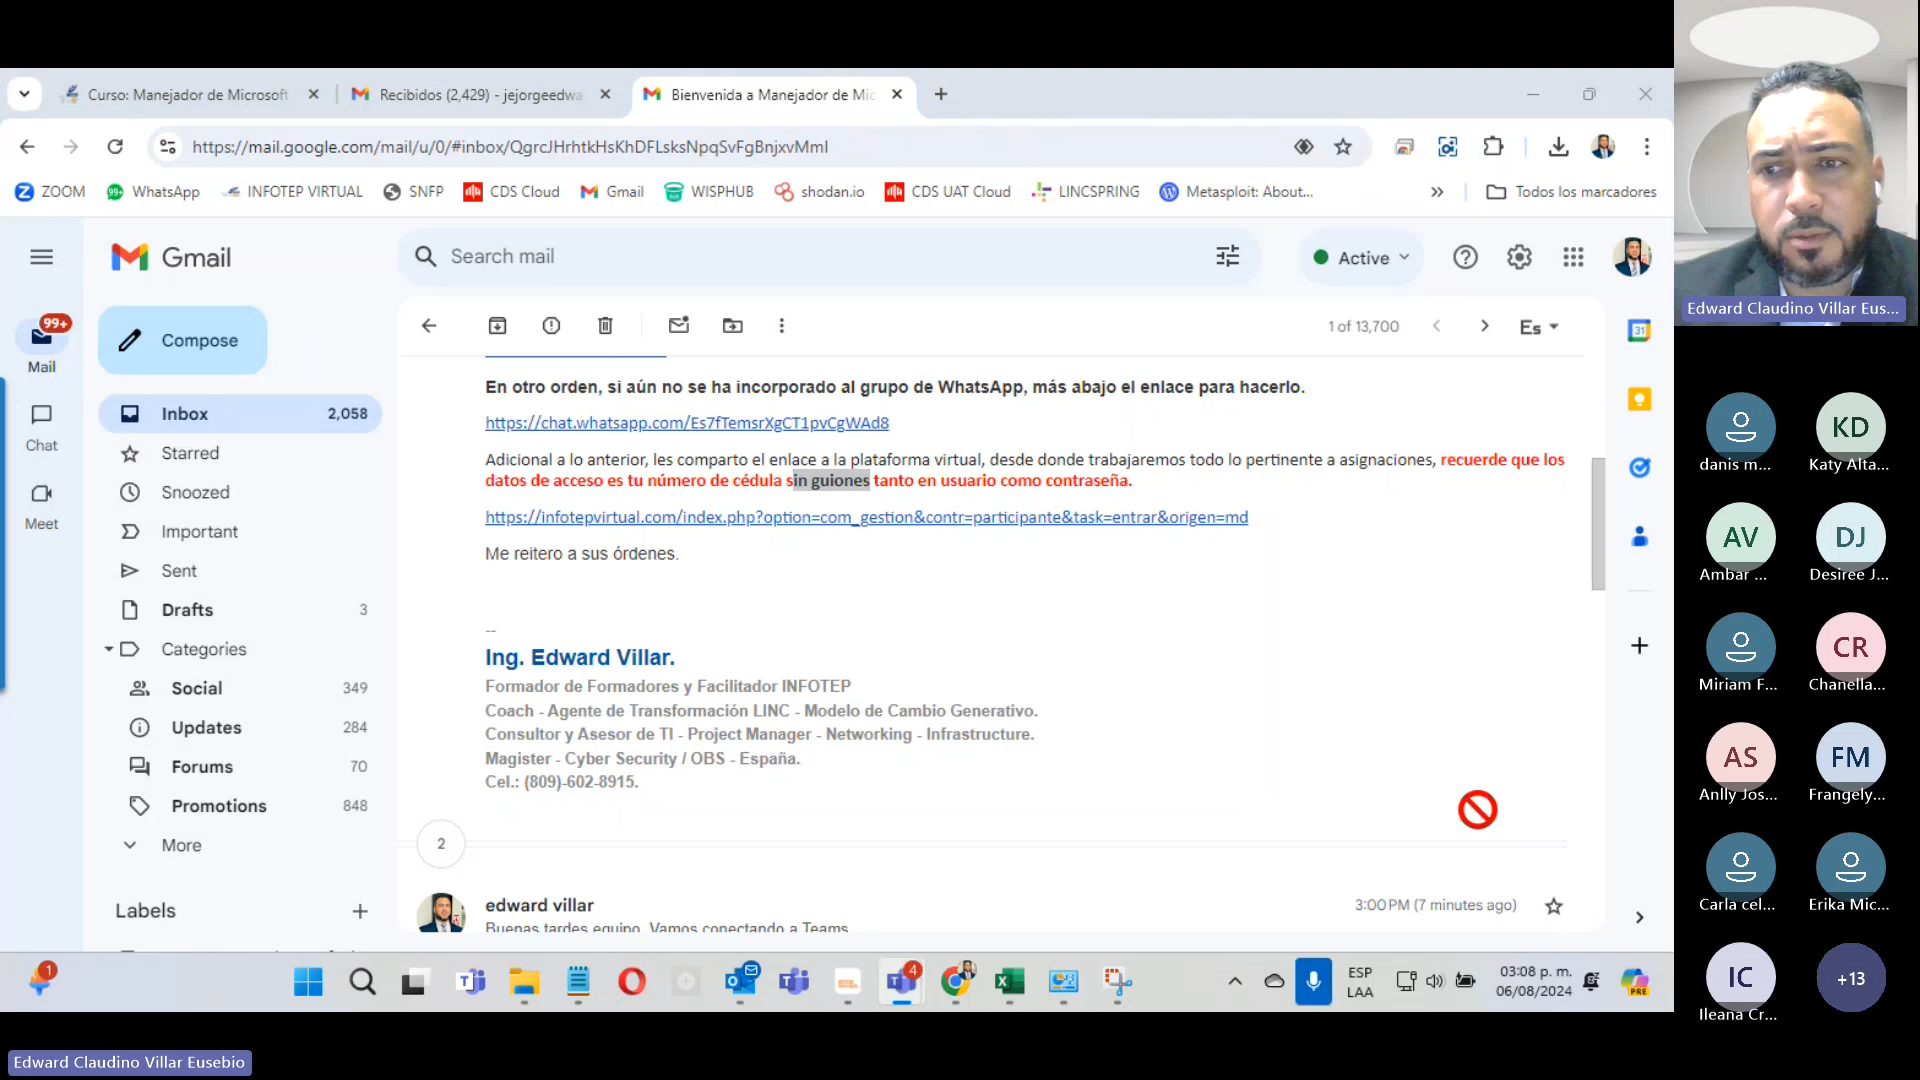 Curso: Manejador de Microsoft
Recibidos (2,429) - jejorgeedwa
Bienvenida a Manejador de Mic
https://mail.google.com/mail/u/0/#inbox/QgrcJHrhtkHsKhDFLsksNpqSvFgBnjxvMml
ZOOM
WhatsApp
INFOTEP VIRTUAL
SNFP
CDS Cloud
Gmail
WISPHUB
shodan.io
CDS UAT Cloud
LINCSPRING
Metasploit: About...
Todos los marcadores
Gmail
Search mail
Active
99+
Mail
Chat
Meet
Compose
Inbox 2,058
Starred
Snoozed
Important
Sent
Drafts 3
Categories
Social 349
Updates 284
Forums 70
Promotions 848
More
Labels
1 of 13,700
Es
En otro orden, si aún no se ha incorporado al grupo de WhatsApp, más abajo el enlace para hacerlo.
https://chat.whatsapp.com/Es7fTemsrXgCT1pvCgWAd8
Adicional a lo anterior, les comparto el enlace a la plataforma virtual, desde donde trabajaremos todo lo pertinente a asignaciones, recuerde que los
datos de acceso es tu número de cédula sin guiones tanto en usuario como contraseña.
https://infotepvirtual.com/index.php?option=com_gestion&contr=participante&task=entrar&origen=md
Me reitero a sus órdenes.
--
Ing. Edward Villar.
Formador de Formadores y Facilitador INFOTEP
Coach - Agente de Transformación LINC - Modelo de Cambio Generativo.
Consultor y Asesor de TI - Project Manager - Networking - Infrastructure.
Magister - Cyber Security / OBS - España.
Cel.: (809)-602-8915.
2
edward villar
3:00 PM (7 minutes ago)
Buenas tardes equipo. Vamos conectando a Teams
31
1
4
PRE
ESP
LAA
03:08 p. m.
06/08/2024
Edward Claudino Villar Eus...
danis m...
KD
Katy Alta...
AV
Ambar ...
DJ
Desiree J...
Miriam F...
CR
Chanella...
AS
Anlly Jos...
FM
Frangely...
Carla cel...
Erika Mic...
IC
Ileana Cr...
+13
Edward Claudino Villar Eusebio